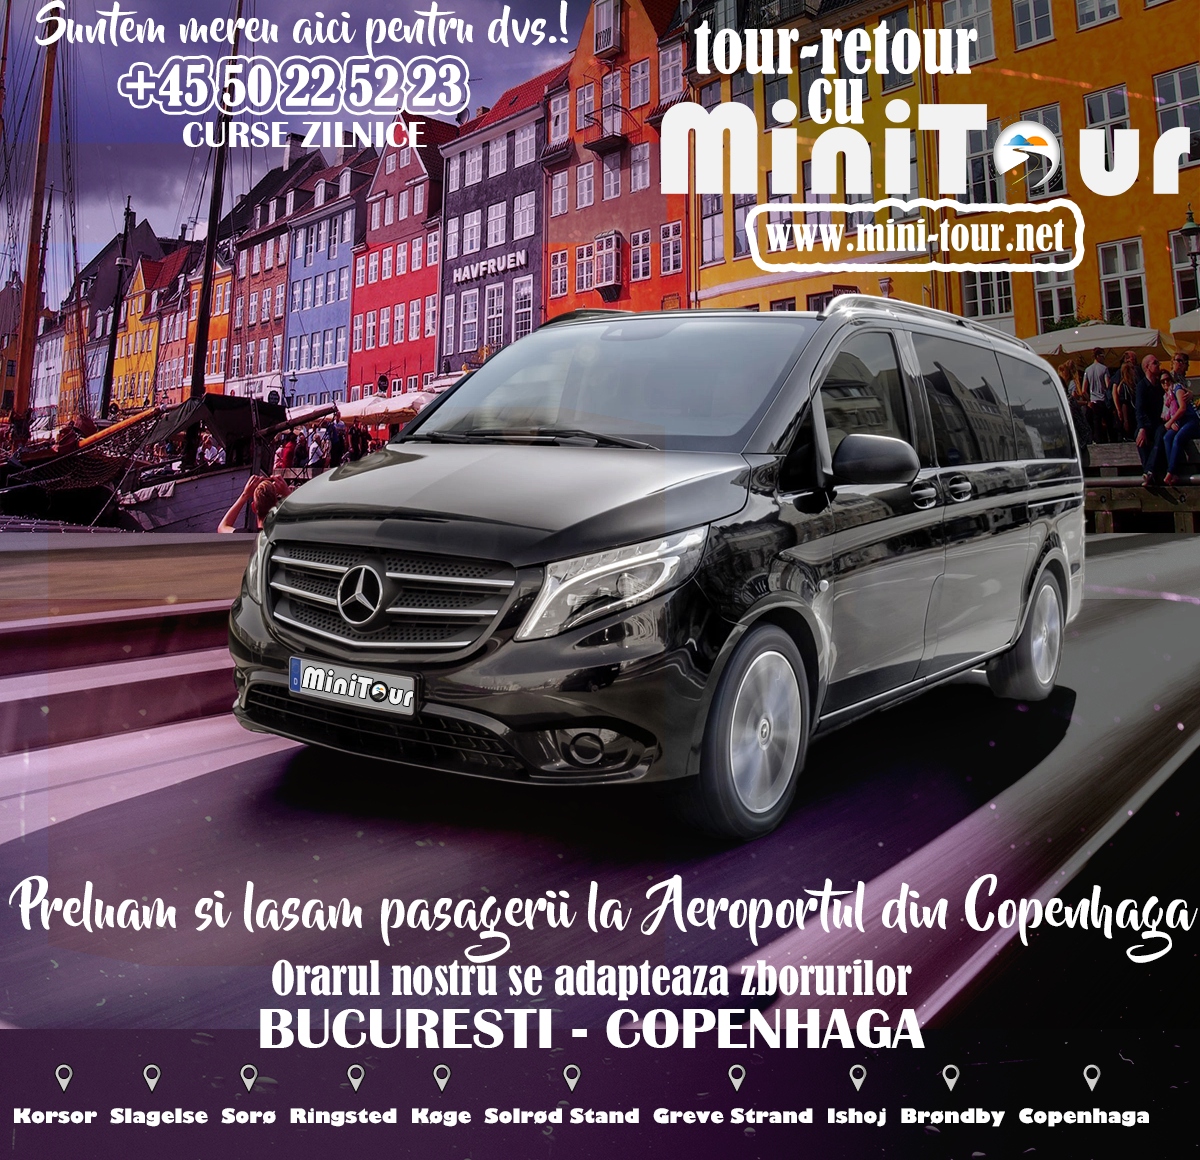 Suntem mereu aici pentru dvs.!
+45 50 22 52 23
CURSE ZILNICE
tour-retour
cu
MiniTour
www.mini-tour.net
HAVFRUEN
MiniTour
Preluam si lasam pasagerii la Aeroportul din Copenhaga
Orarul nostru se adapteaza zborurilor
BUCURESTI - COPENHAGA
Korsor Slagelse Sorø Ringsted Køge Solrød Stand Greve Strand Ishoj Brøndby Copenhaga